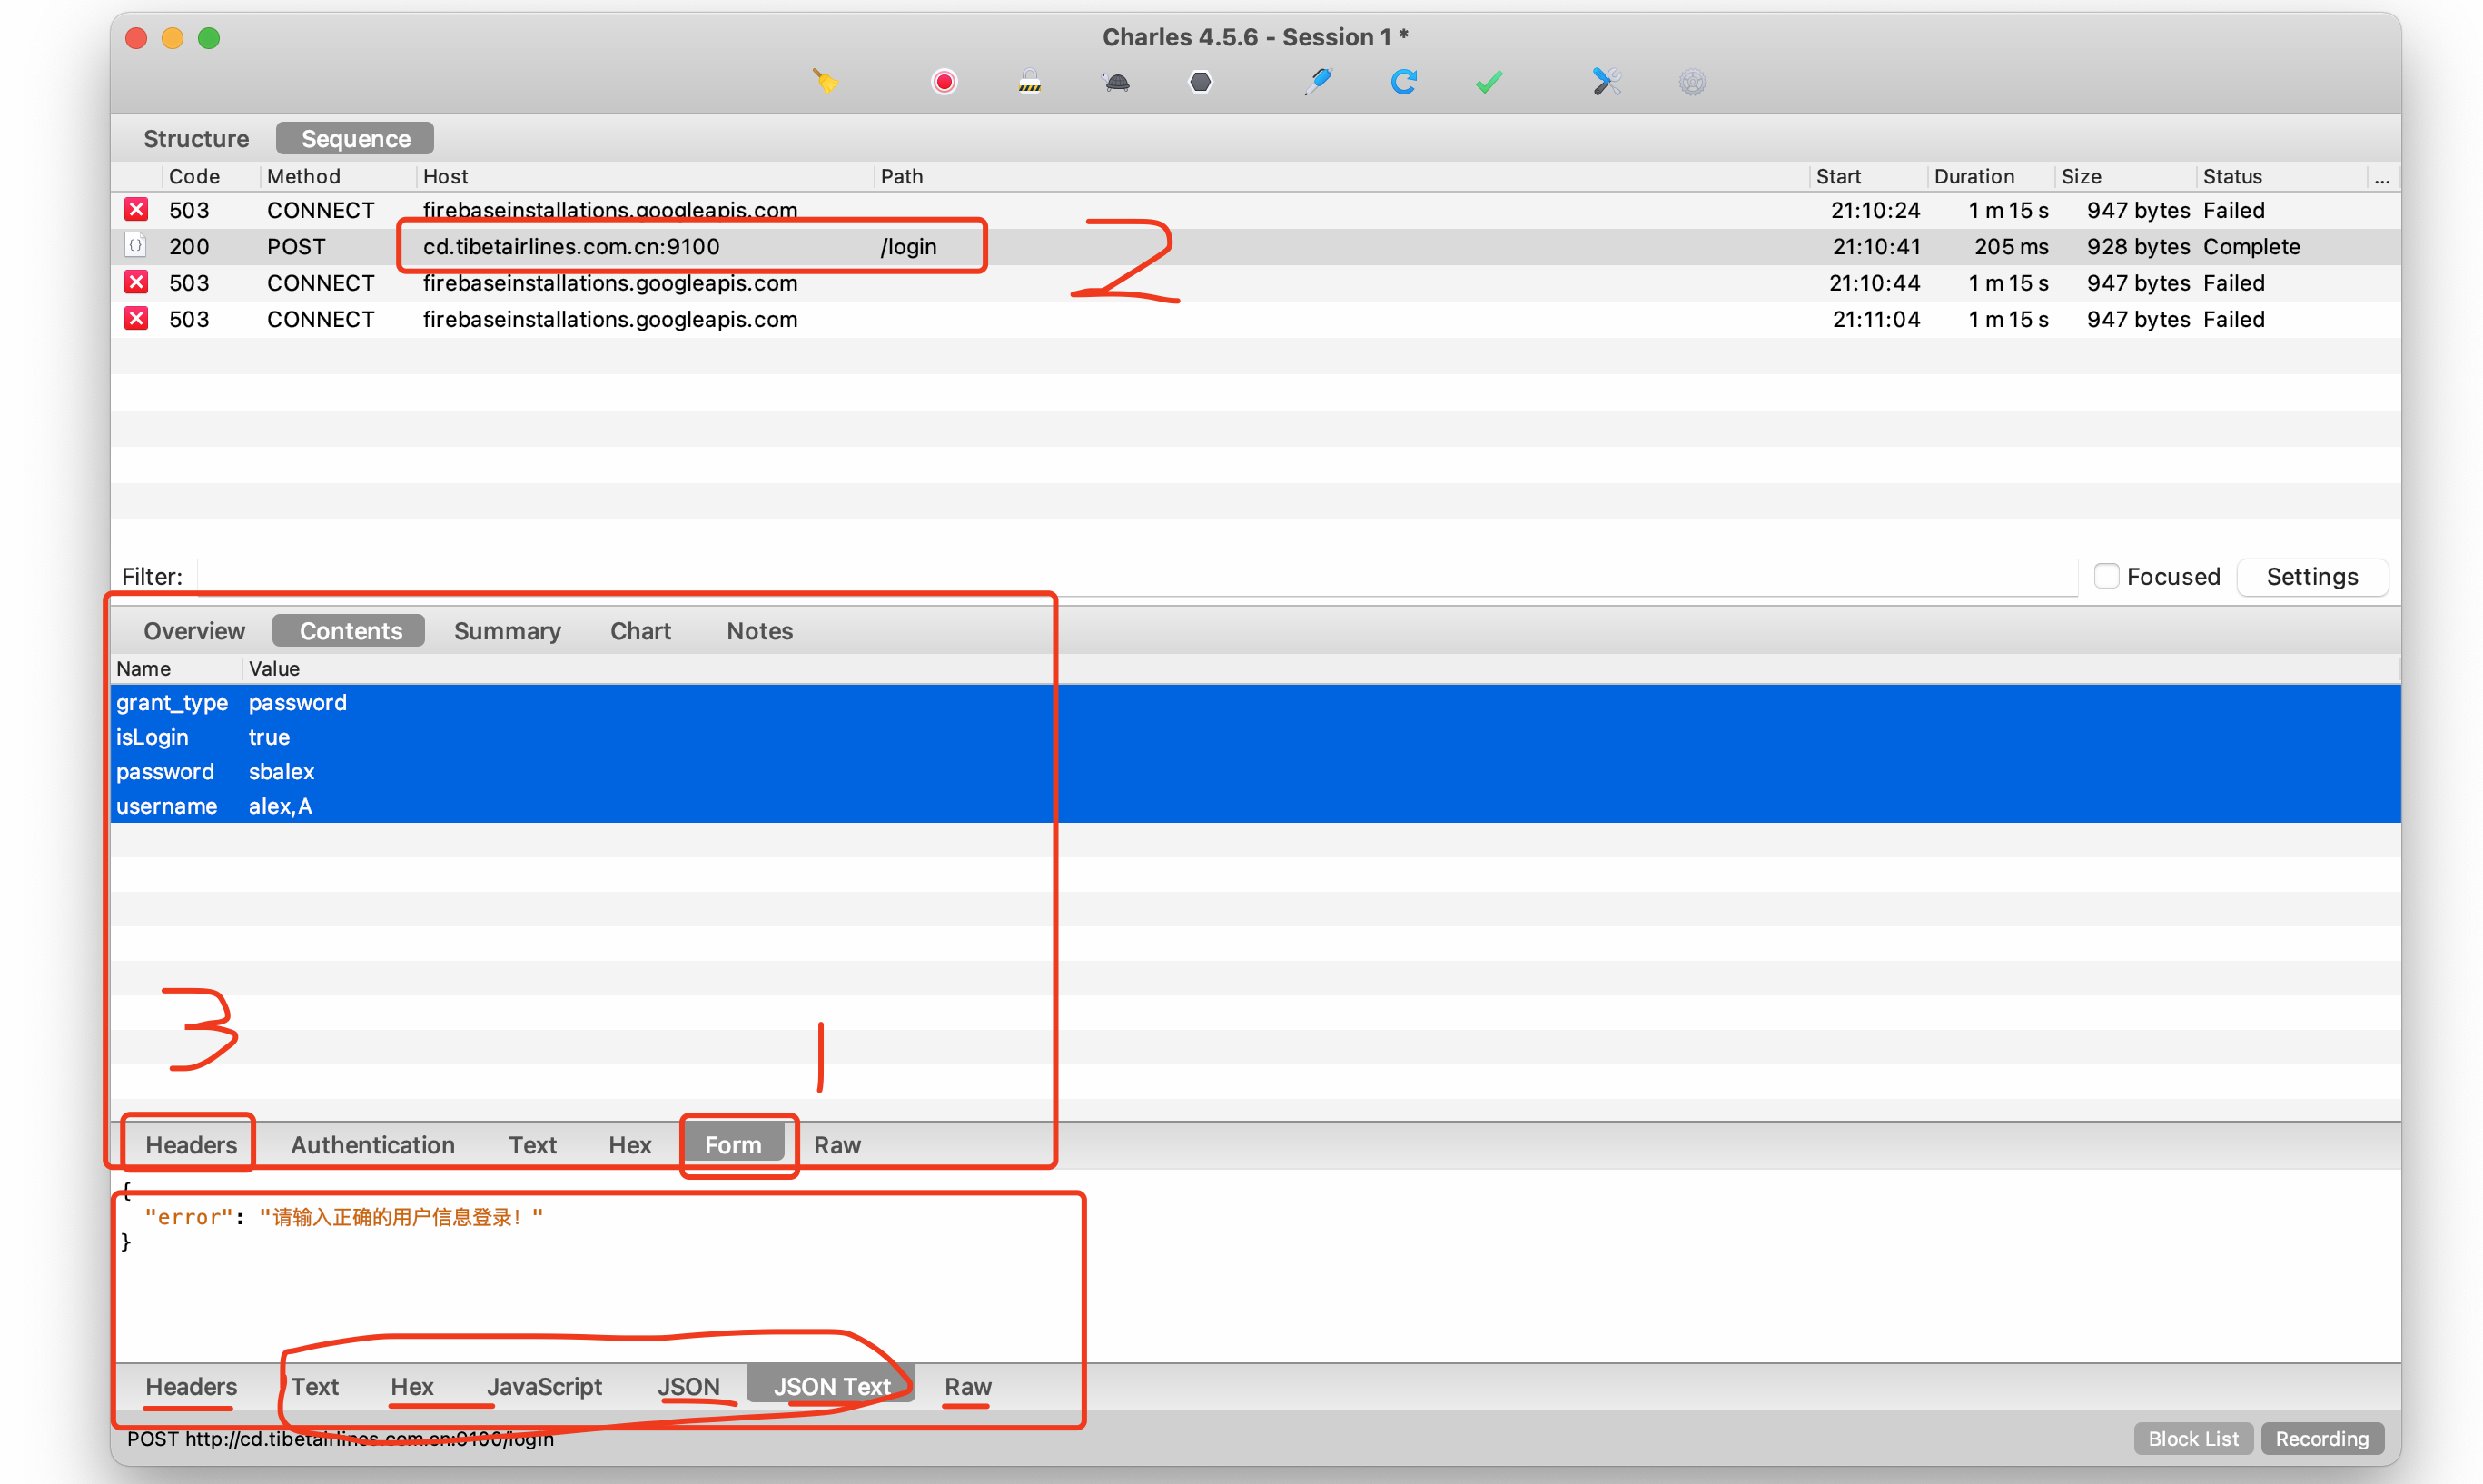 Charles 4.5.6 - Session 1 *
Structure Sequence
Code Method Host Path Start Duration Size Status ...
503 CONNECT firebaseinstallations.googleapis.com 21:10:24 1 m 15 s 947 bytes Failed
200 POST cd.tibetairlines.com.cn:9100 /login 21:10:41 205 ms 928 bytes Complete
2
503 CONNECT firebaseinstallations.googleapis.com 21:10:44 1 m 15 s 947 bytes Failed
503 CONNECT firebaseinstallations.googleapis.com 21:11:04 1 m 15 s 947 bytes Failed
Filter: Focused Settings
Overview Contents Summary Chart Notes
Name Value
grant_type password
isLogin true
password sbalex
username alex,A
3 1
Headers Authentication Text Hex Form Raw
{
"error": "请输入正确的用户信息登录！"
}
Headers Text Hex JavaScript JSON JSON Text Raw
POST http://cd.tibetairlines.com.cn:9100/login Block List Recording